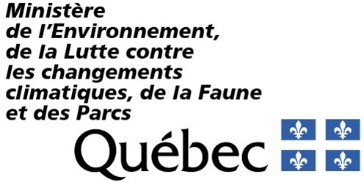 Ministère
de l'Environnement,
de la Lutte contre
les changements
climatiques, de la Faune
et des Parcs
Québec